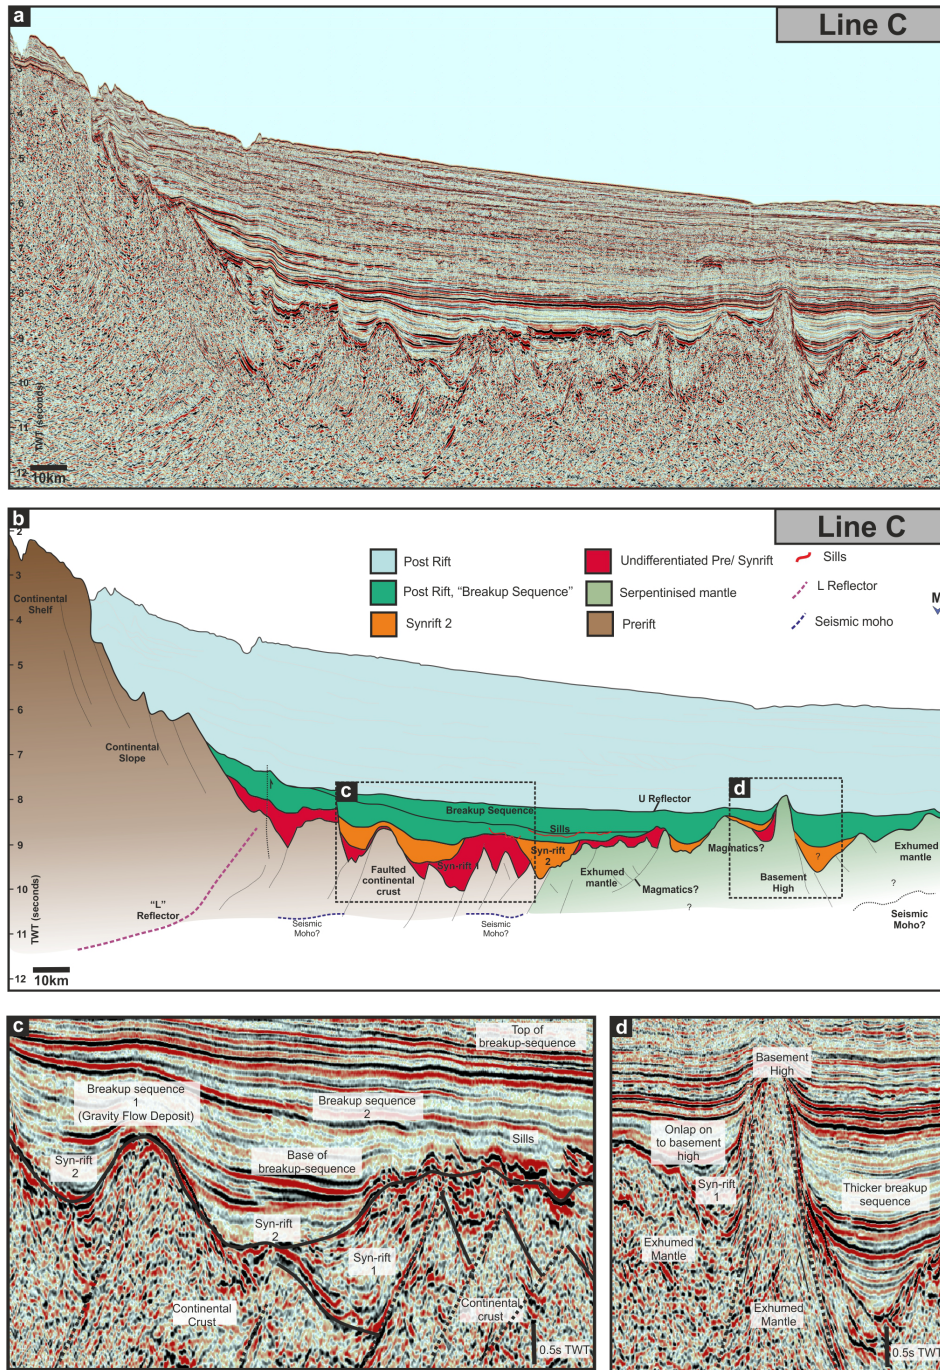 a
Line C
3
4
5
6
7
8
9
10
11
12
TWT (seconds)
10km
b
Line C
2
3
4
5
6
7
8
9
10
11
12
TWT (seconds)
10km
Post Rift
Post Rift, “Breakup Sequence”
Synrift 2
Undifferentiated Pre/ Synrift
Serpentinised mantle
Prerift
Sills
L Reflector
Seismic moho
M
Continental
Shelf
Continental
Slope
“L”
Reflector
c
d
U Reflector
Breakup Sequence
Sills
Syn-rift 1
Syn-rift
2
Faulted
continental
crust
Exhumed
mantle
Magmatics?
Magmatics?
Basement
High
?
?
?
Exhumed
mantle
Seismic
Moho?
Seismic
Moho?
Seismic
Moho?
c
Top of
breakup-sequence
Breakup sequence
1
(Gravity Flow Deposit)
Breakup sequence
2
Sills
Syn-rift
2
Base of
breakup-sequence
Syn-rift
2
Syn-rift
1
Continental
Crust
Continental
crust
0.5s TWT
d
Basement
High
Onlap on
to basement
high
Syn-rift
1
Thicker breakup
sequence
Exhumed
Mantle
Exhumed
Mantle
0.5s TWT